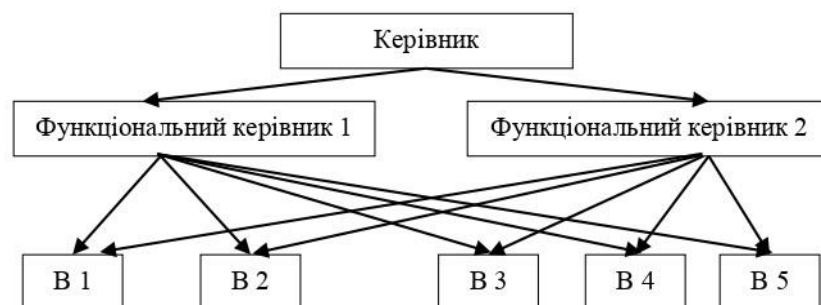 Керівник
Функціональний керівник 1
Функціональний керівник 2
В 1
В 2
В 3
В 4
В 5